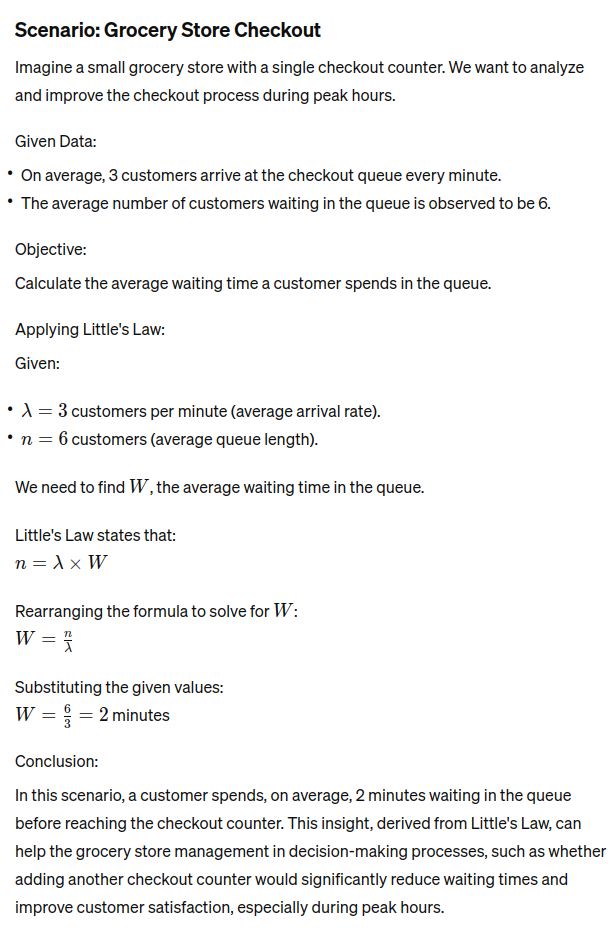 Scenario: Grocery Store Checkout
Imagine a small grocery store with a single checkout counter. We want to analyze
and improve the checkout process during peak hours.
Given Data:
• On average, 3 customers arrive at the checkout queue every minute.
• The average number of customers waiting in the queue is observed to be 6.
Objective:
Calculate the average waiting time a customer spends in the queue.
Applying Little's Law:
Given:
• λ = 3 customers per minute (average arrival rate).
• n = 6 customers (average queue length).
We need to find W, the average waiting time in the queue.
Little's Law states that:
n = λ × W
Rearranging the formula to solve for W:
W = n/λ
Substituting the given values:
W = 6/3 = 2 minutes
Conclusion:
In this scenario, a customer spends, on average, 2 minutes waiting in the queue
before reaching the checkout counter. This insight, derived from Little's Law, can
help the grocery store management in decision-making processes, such as whether
adding another checkout counter would significantly reduce waiting times and
improve customer satisfaction, especially during peak hours.